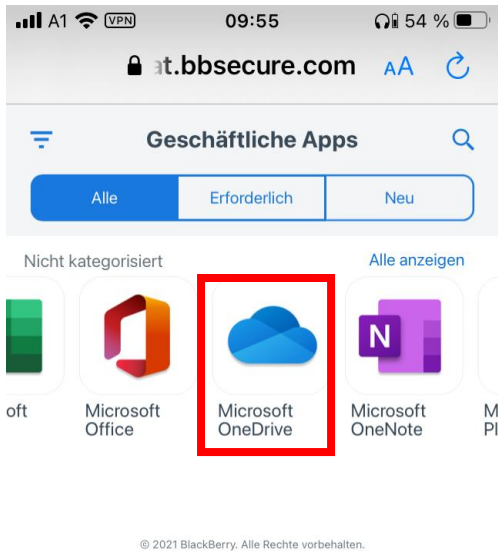 A1 VPN 09:55 54 %
at.bbsecure.com AA
Geschäftliche Apps
Alle Erforderlich Neu
Nicht kategorisiert Alle anzeigen
N
oft Microsoft Microsoft Microsoft M
Office OneDrive OneNote Pl
© 2021 BlackBerry. Alle Rechte vorbehalten.